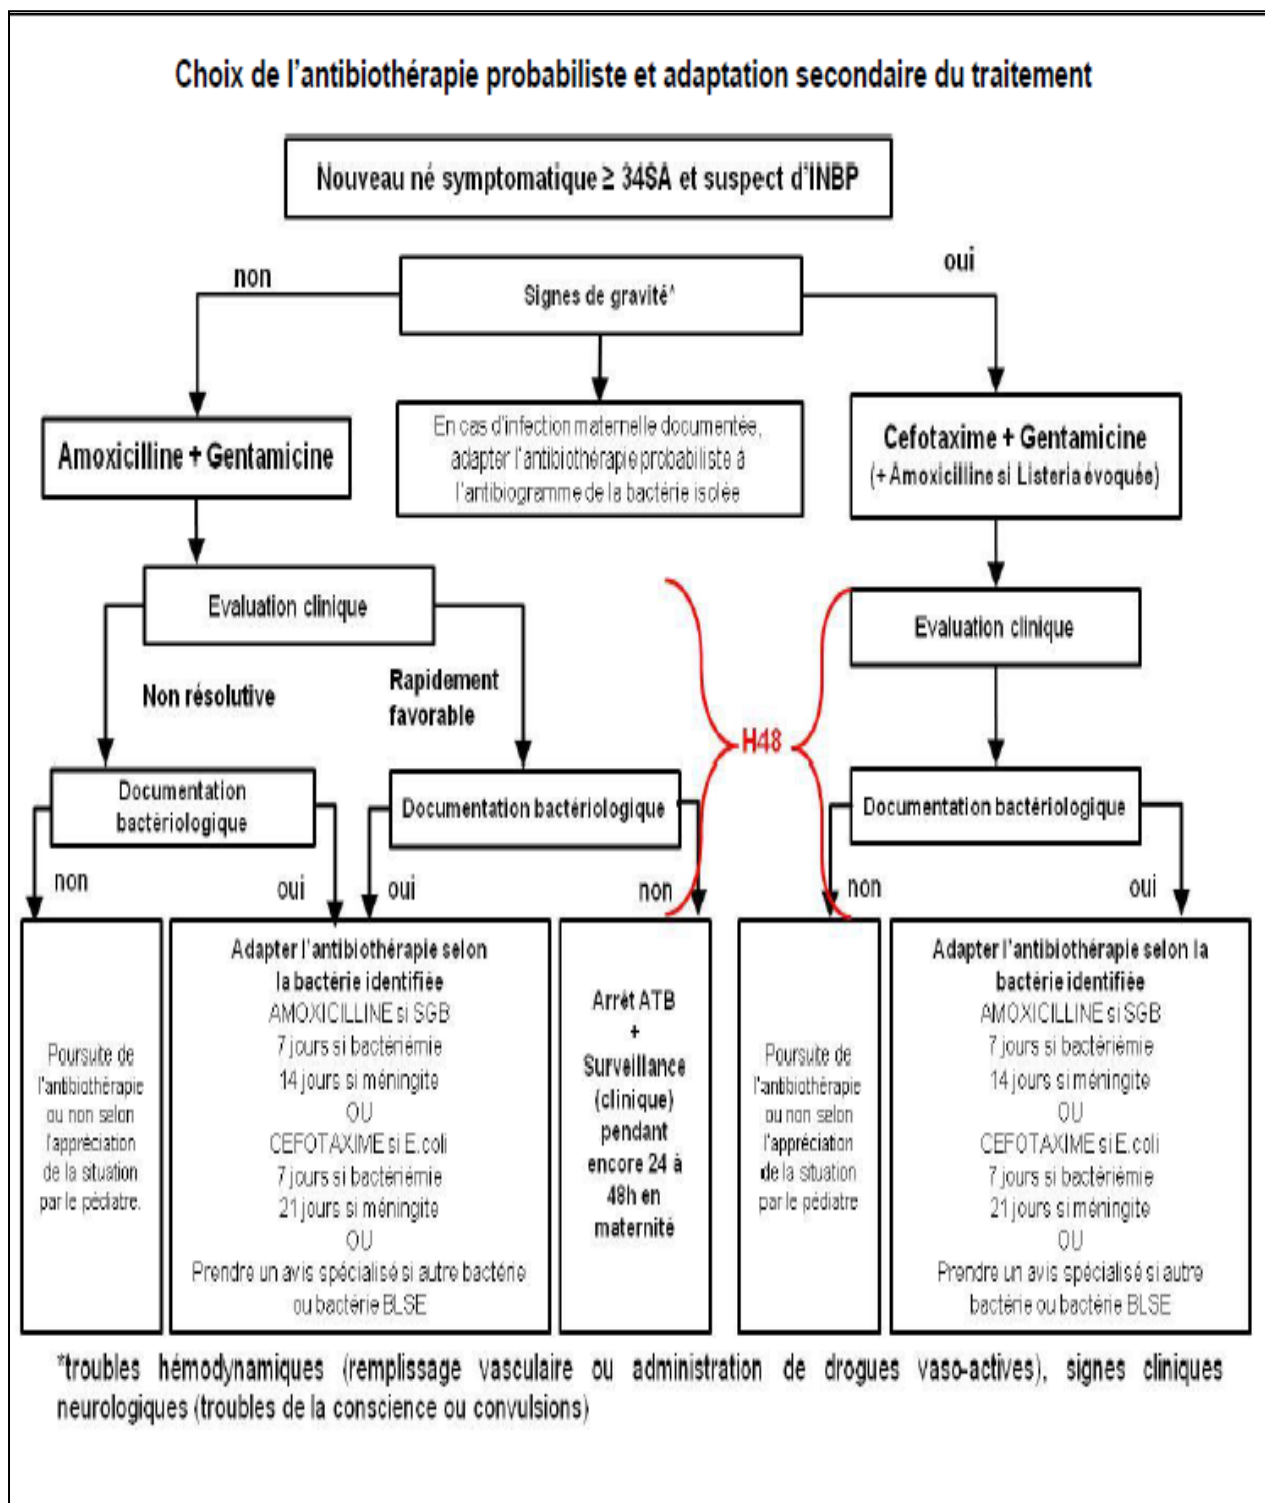 Choix de l'antibiothérapie probabiliste et adaptation secondaire du traitement
Nouveau né symptomatique ≥ 34SA et suspect d'INBP
non
Signes de gravité*
oui
Amoxicilline + Gentamicine
En cas d'infection maternelle documentée,
adapter l'antibiothérapie probabiliste à
l'antibiogramme de la bactérie isolée
Cefotaxime + Gentamicine
(+ Amoxicilline si Listeria évoquée)
Evaluation clinique
Evaluation clinique
Non résolutive
Rapidement
favorable
H48
Documentation
bactériologique
Documentation bactériologique
Documentation bactériologique
non
oui
oui
non
non
oui
Poursuite de
l'antibiothérapie
ou non selon
l'appréciation
de la situation
par le pédiatre.
Adapter l'antibiothérapie selon
la bactérie identifiée
AMOXICILLINE si SGB
7 jours si bactériémie
14 jours si méningite
OU
CEFOTAXIME si E.coli
7 jours si bactériémie
21 jours si méningite
OU
Prendre un avis spécialisé si autre bactérie
ou bactérie BLSE
Arrêt ATB
+
Surveillance
(clinique)
pendant
encore 24 à
48h en
maternité
Poursuite de
l'antibiothérapie
ou non selon
l'appréciation
de la situation
par le pédiatre
Adapter l'antibiothérapie selon la
bactérie identifiée
AMOXICILLINE si SGB
7 jours si bactériémie
14 jours si méningite
OU
CEFOTAXIME si E.coli
7 jours si bactériémie
21 jours si méningite
OU
Prendre un avis spécialisé si autre
bactérie ou bactérie BLSE
*troubles hémodynamiques (remplissage vasculaire ou administration de drogues vaso-actives), signes cliniques
neurologiques (troubles de la conscience ou convulsions)